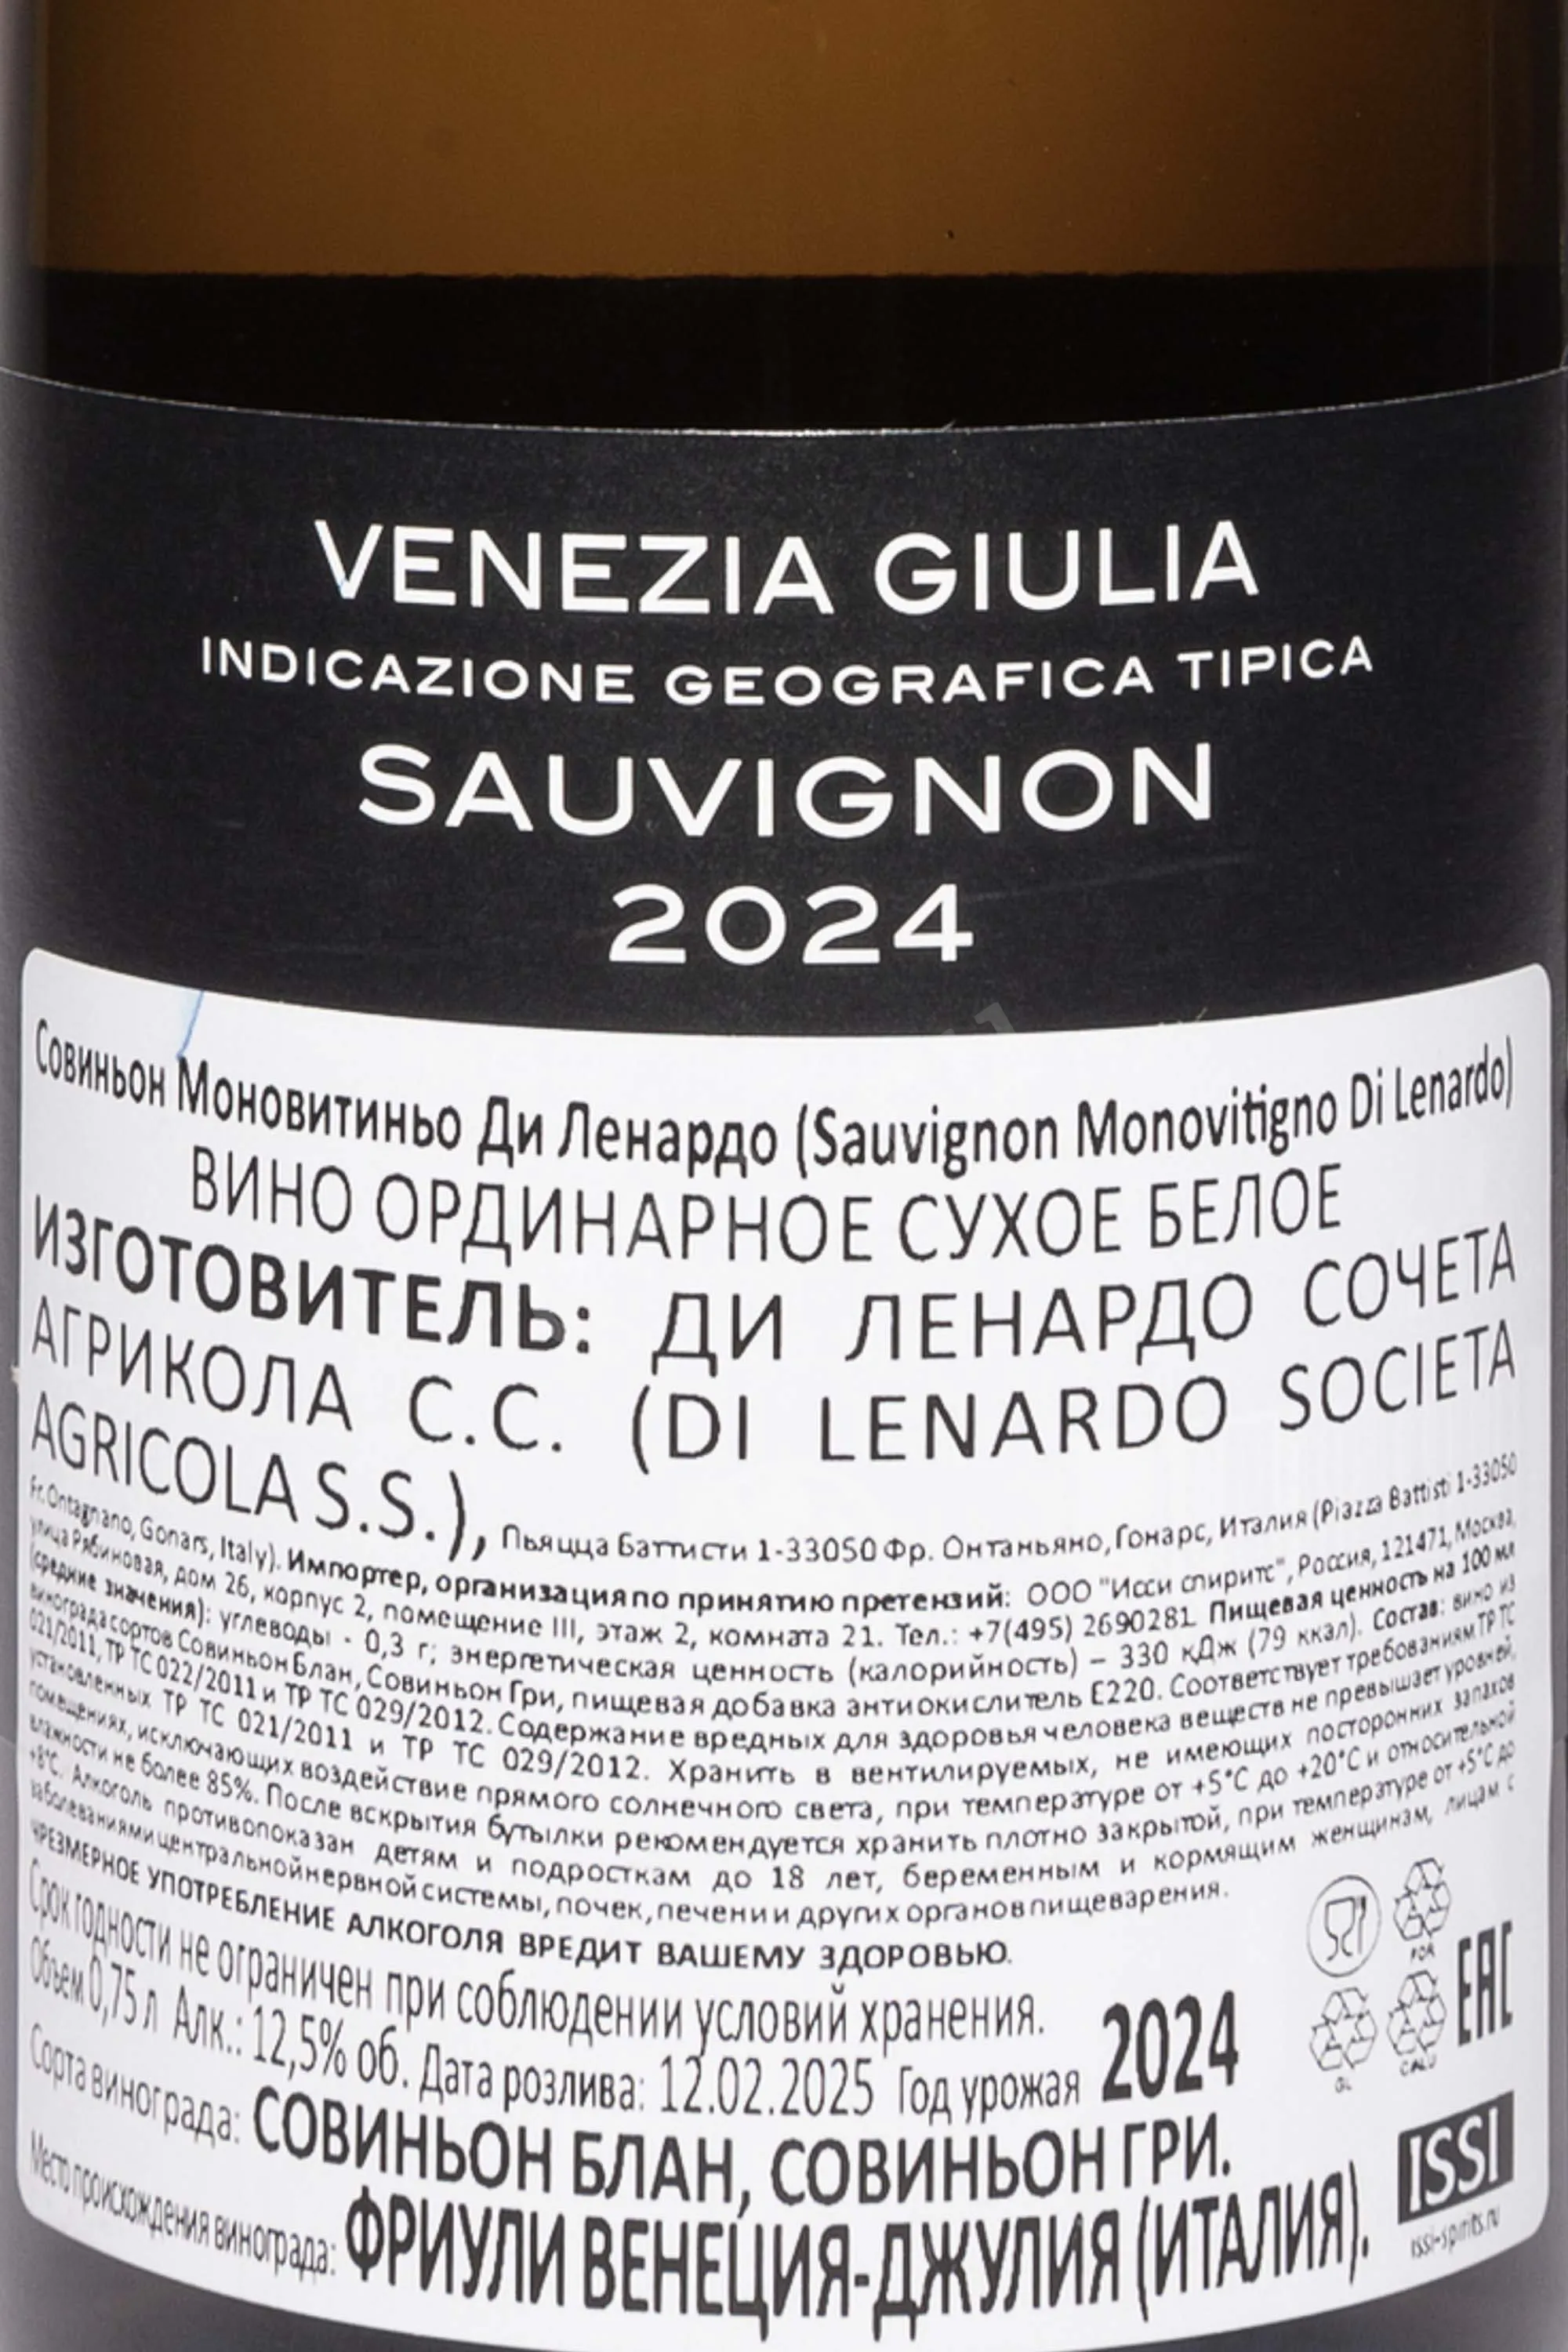 VENEZIA GIULIA
INDICAZIONE GEOGRAFICA TIPICA
SAUVIGNON
2024
Совиньон Моновитиньо Ди Ленардо (Sauvignon Monovitigno Di Lenardo)
ВИНО ОРДИНАРНОЕ СУХОЕ БЕЛОЕ
ИЗГОТОВИТЕЛЬ: ДИ ЛЕНАРДО СОЧЕТА
АГРИКОЛА С.С. (DI LENARDO SOCIETA
AGRICOLA S.S.), Пьяцца Баттисти 1-33050 Фр. Онтаньяно, Гонарс, Италия (Piazza Battisti 1-33050
Fr. Ontagnano, Gonars, Italy). Импортер, организация по принятию претензий: ООО "Исси спиритс", Россия, 121471, Москва,
улица Рябиновая, дом 26, корпус 2, помещение III, этаж 2, комната 21. Тел.: +7(495) 2690281. Пищевая ценность на 100 мл
(средние значения): углеводы - 0,3 г; энергетическая ценность (калорийность) – 330 кДж (79 ккал). Состав: вино из
винограда сортов Совиньон Блан, Совиньон Гри, пищевая добавка антиокислитель Е220. Соответствует требованиям ТР ТС
021/2011, ТР ТС 022/2011 и ТР ТС 029/2012. Содержание вредных для здоровья человека веществ не превышает уровней,
установленных ТР ТС 021/2011 и ТР ТС 029/2012. Хранить в вентилируемых, не имеющих посторонних запахов
помещениях, исключающих воздействие прямого солнечного света, при температуре от +5°С до +20°С и относительной
влажности не более 85%. После вскрытия бутылки рекомендуется хранить плотно закрытой, при температуре от +5°С до
+8°С. Алкоголь противопоказан детям и подросткам до 18 лет, беременным и кормящим женщинам, лицам с
заболеваниями центральной нервной системы, почек, печени и других органов пищеварения.
ЧРЕЗМЕРНОЕ УПОТРЕБЛЕНИЕ АЛКОГОЛЯ ВРЕДИТ ВАШЕМУ ЗДОРОВЬЮ.
Срок годности не ограничен при соблюдении условий хранения.
Объем 0,75 л Алк.: 12,5% об. Дата розлива: 12.02.2025 Год урожая 2024
Сорта винограда: СОВИНЬОН БЛАН, СОВИНЬОН ГРИ.
Место происхождения винограда: ФРИУЛИ ВЕНЕЦИЯ-ДЖУЛИЯ (ИТАЛИЯ).
FOR
GL
C/ALU
EAC
ISSI
issi-spirits.ru